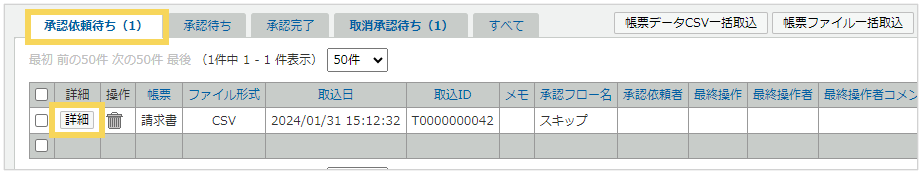 承認依頼待ち（1） 承認待ち 承認完了 取消承認待ち（1） すべて 帳票データCSV一括取込 帳票ファイル一括取込
最初 前の50件 次の50件 最後 （1件中 1 - 1 件表示） 50件
詳細 操作 帳票 ファイル形式 取込日 取込ID メモ 承認フロー名 承認依頼者 最終操作 最終操作者 最終操作者コメン
詳細 請求書 CSV 2024/01/31 15:12:32 T0000000042 スキップ